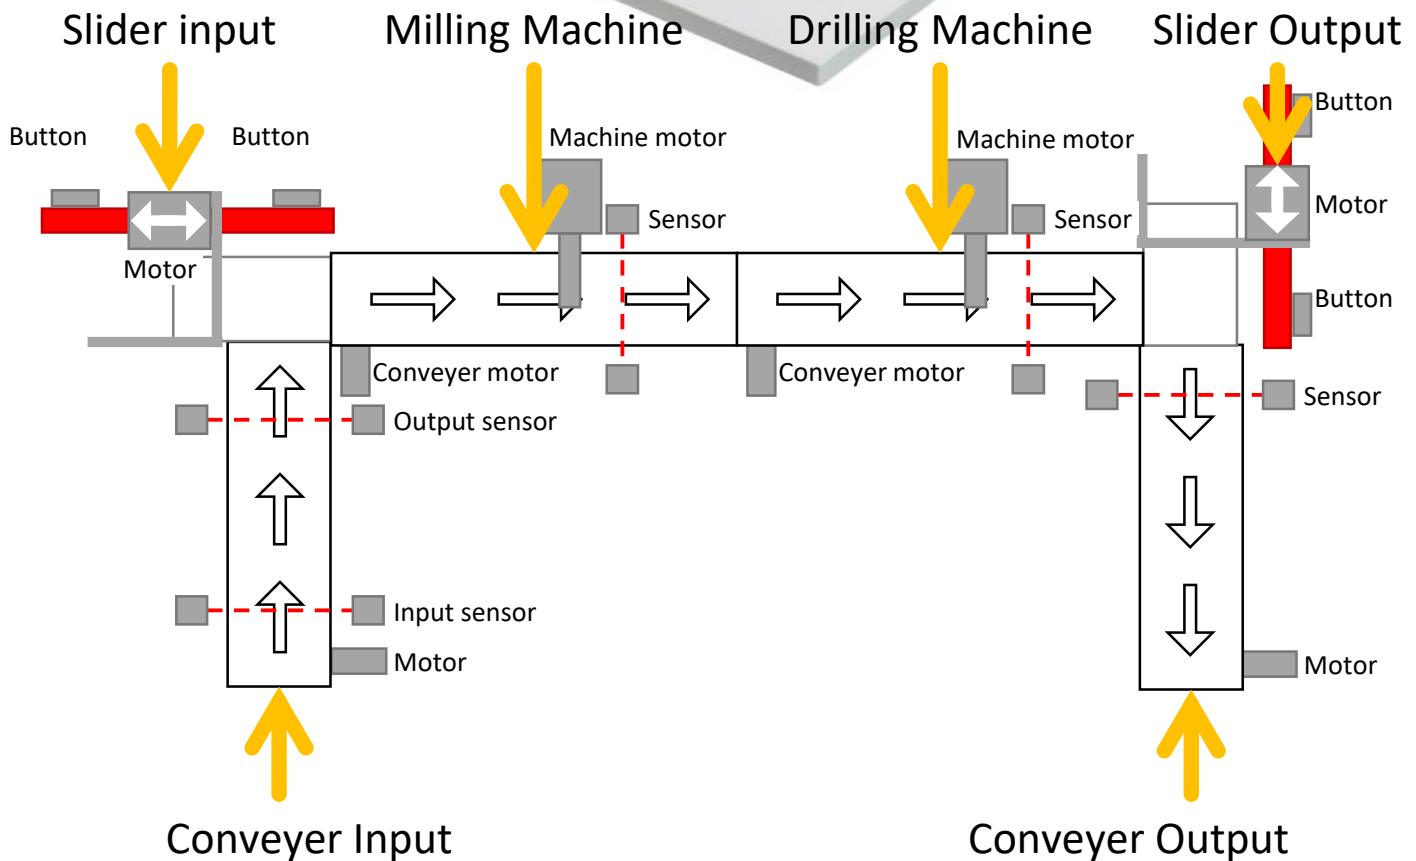 Slider input
Milling Machine
Drilling Machine
Slider Output
Button
Button
Machine motor
Machine motor
Button
Sensor
Sensor
Motor
Motor
Button
Conveyer motor
Conveyer motor
Sensor
Output sensor
Input sensor
Motor
Motor
Conveyer Input
Conveyer Output